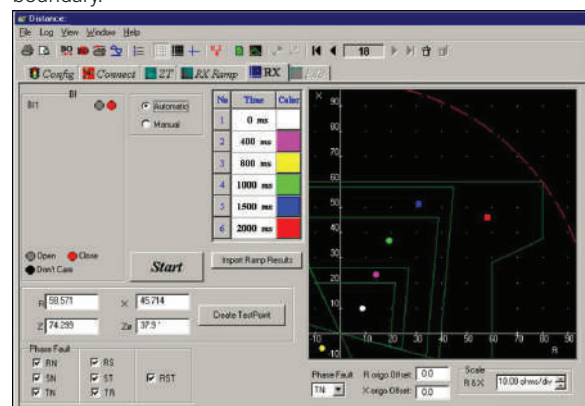 boundary.
Distance:
File Log View Window Help
18
Config Connect ZT RX Ramp RX
BI
BI1
Automatic
Manual
No Time Color
1 0 ms
2 400 ms
3 800 ms
4 1000 ms
5 1500 ms
6 2000 ms
Open Close
Don't Care
Start
Import Ramp Results
R 58.571 X 45.714
Z 74.299 Zø 37.9 °
Create TestPoint
Phase Fault
RN RS
SN ST RST
TN TR
X
90
80
70
60
50
40
30
20
10
-10 10 20 30 40 50 60 70 80 90
-10
R
Phase Fault R origo Offset: 0.0
TN X origo Offset: 0.0
Scale
R & X 10.00 ohms/div